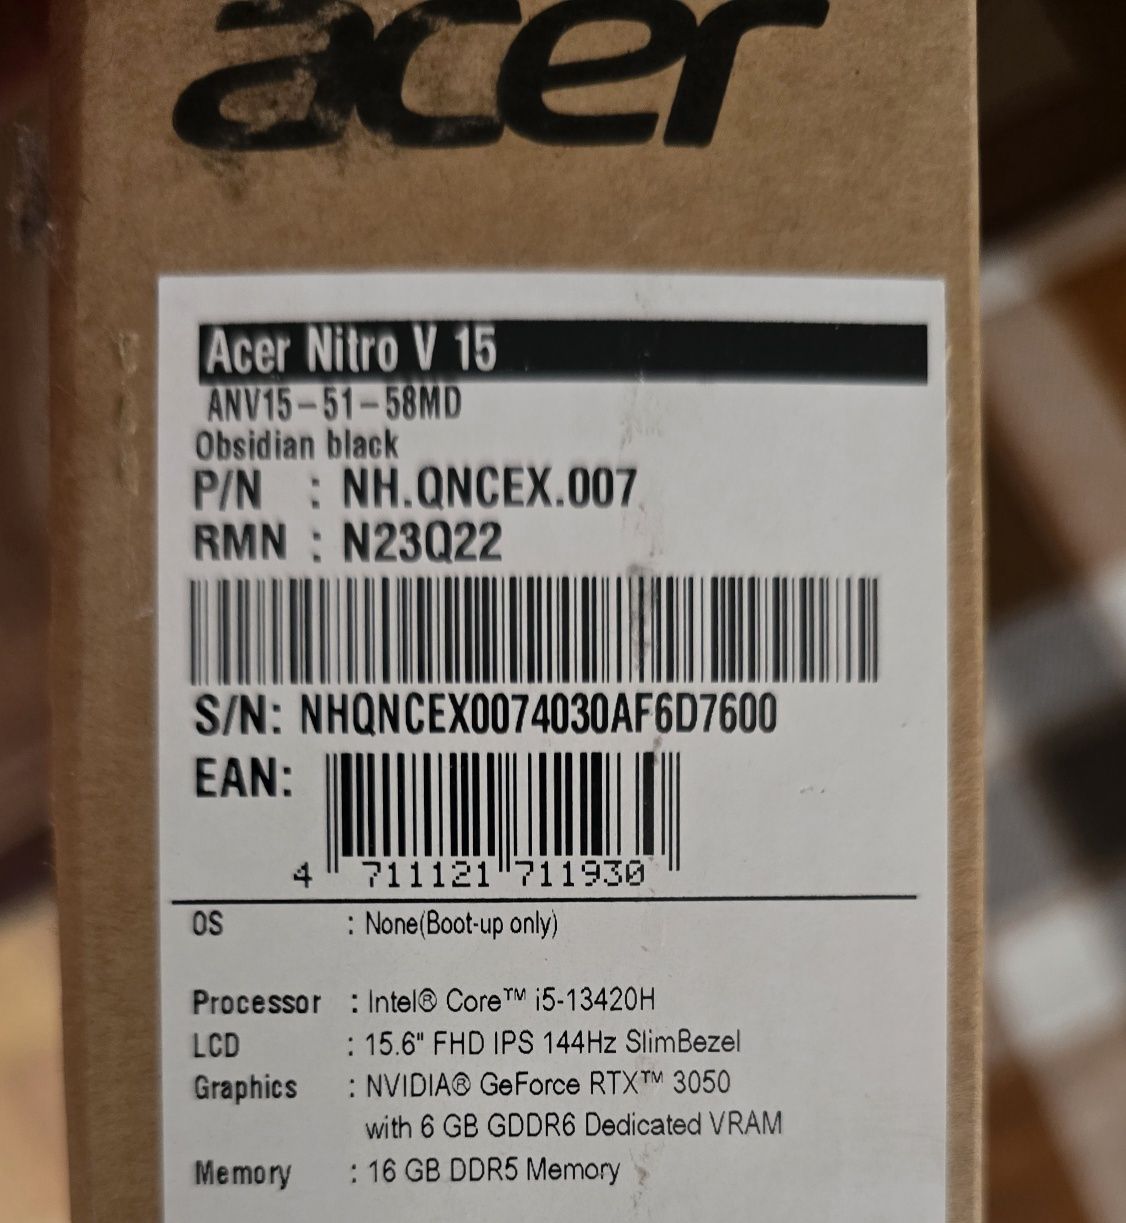 acer
Acer Nitro V 15
ANV15-51-58MD
Obsidian black
P/N : NH.QNCEX.007
RMN : N23Q22
S/N: NHQNCEX0074030AF6D7600
EAN:
4 711121 711930
OS : None(Boot-up only)
Processor : Intel® Core™ i5-13420H
LCD : 15.6" FHD IPS 144Hz SlimBezel
Graphics : NVIDIA® GeForce RTX™ 3050
with 6 GB GDDR6 Dedicated VRAM
Memory : 16 GB DDR5 Memory